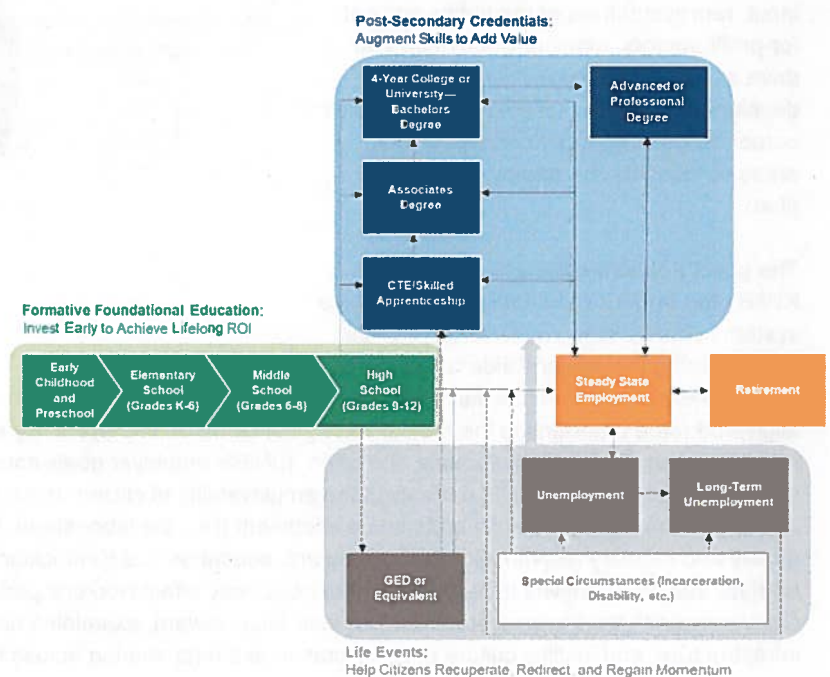 Post-Secondary Credentials:
Augment Skills to Add Value
4-Year College or
University—
Bachelors
Degree
Advanced or
Professional
Degree
Associates
Degree
CTE/Skilled
Apprenticeship
Formative Foundational Education:
Invest Early to Achieve Lifelong ROI
Early
Childhood
and
Preschool
Elementary
School
(Grades K-6)
Middle
School
(Grades 6-8)
High
School
(Grades 9-12)
Steady State
Employment
Retirement
Unemployment
Long-Term
Unemployment
GED or
Equivalent
Special Circumstances (Incarceration,
Disability, etc.)
Life Events:
Help Citizens Recuperate, Redirect, and Regain Momentum